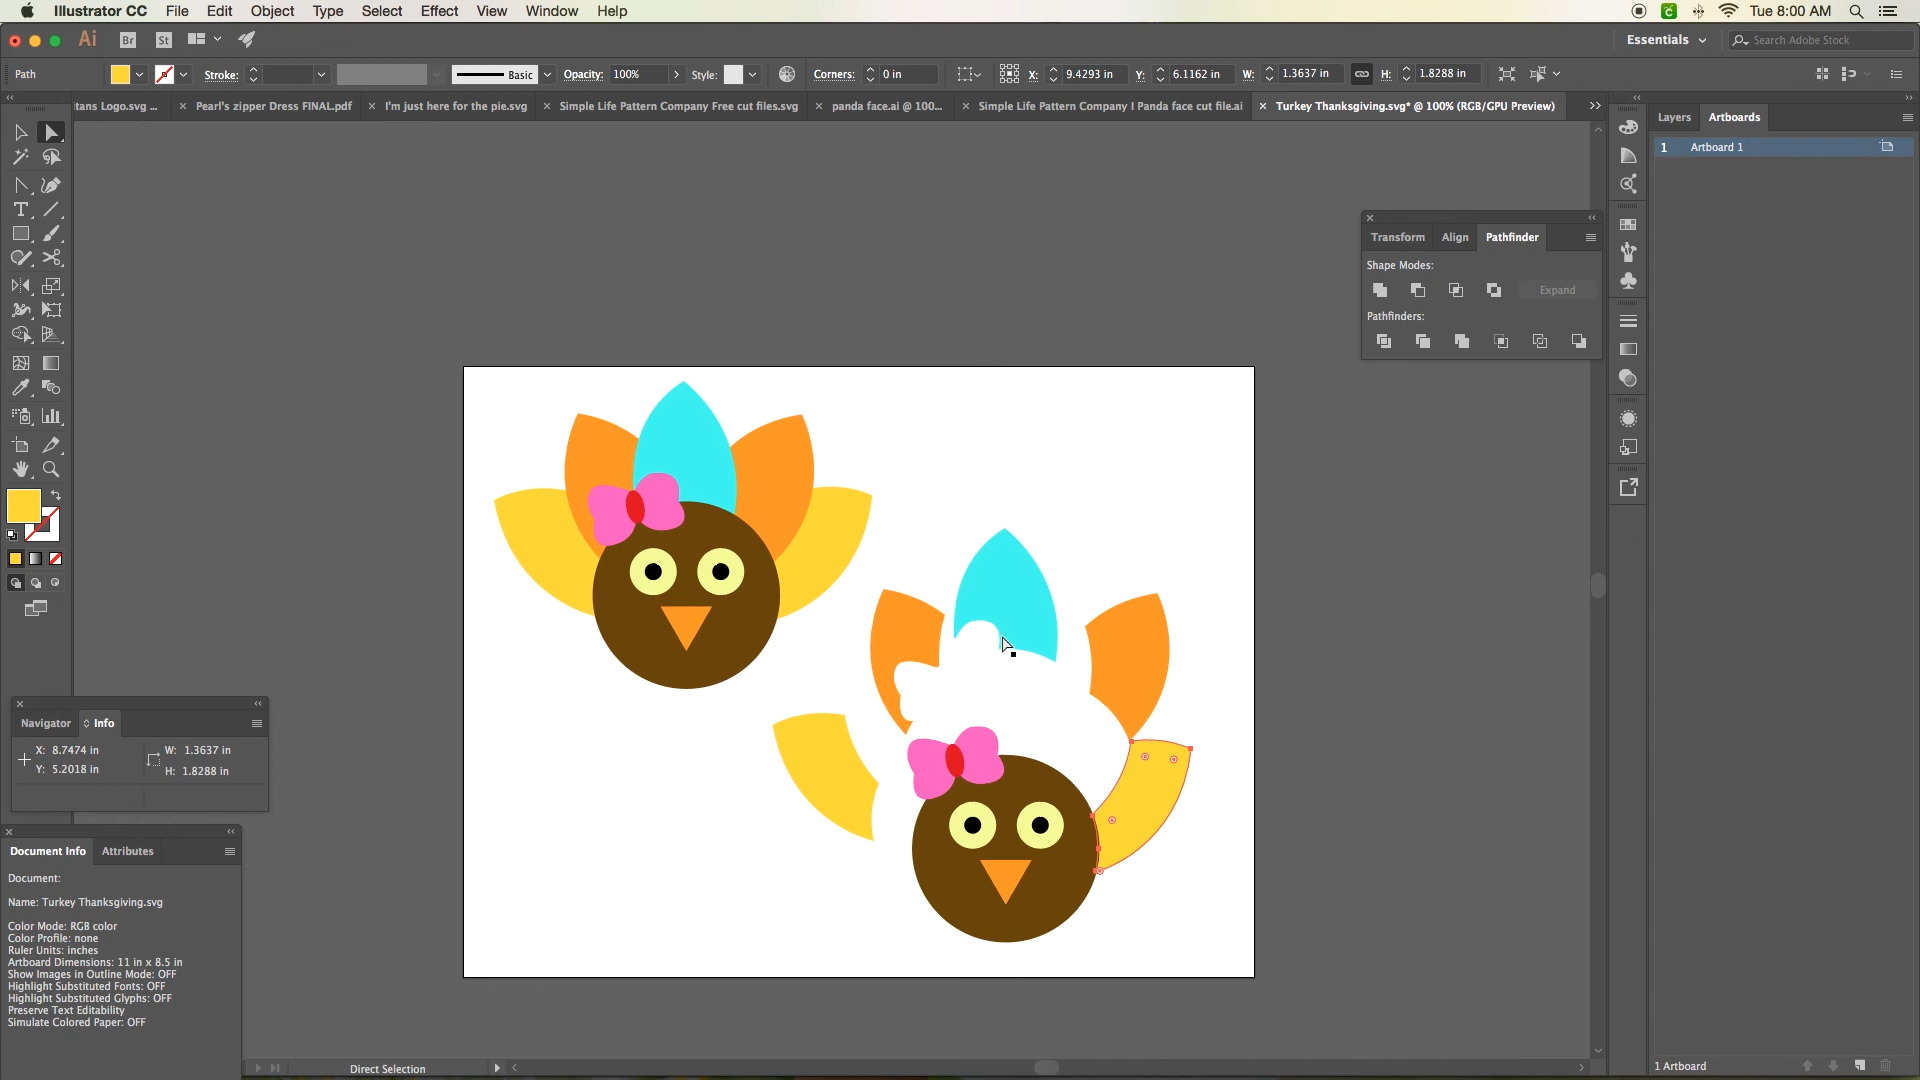 Illustrator CC File Edit Object Type Select Effect View Window Help Tue 8:00 AM
Ai Br St Essentials Search Adobe Stock
Path Stroke: Basic Opacity: 100% Style: Corners: 0 in X: 9.4293 in Y: 6.1162 in W: 1.3637 in H: 1.8288 in
tans Logo.svg ... × Pearl's zipper Dress FINAL.pdf × I'm just here for the pie.svg × Simple Life Pattern Company Free cut files.svg × panda face.ai @ 100... × Simple Life Pattern Company I Panda face cut file.ai × Turkey Thanksgiving.svg* @ 100% (RGB/GPU Preview)
Layers Artboards
1 Artboard 1
Transform Align Pathfinder
Shape Modes:
Expand
Pathfinders:
Navigator Info
X: 8.7474 in W: 1.3637 in
Y: 5.2018 in H: 1.8288 in
Document Info Attributes
Document:
Name: Turkey Thanksgiving.svg
Color Mode: RGB color
Color Profile: none
Ruler Units: inches
Artboard Dimensions: 11 in x 8.5 in
Show Images in Outline Mode: OFF
Highlight Substituted Fonts: OFF
Highlight Substituted Glyphs: OFF
Preserve Text Editability
Simulate Colored Paper: OFF
Direct Selection
1 Artboard